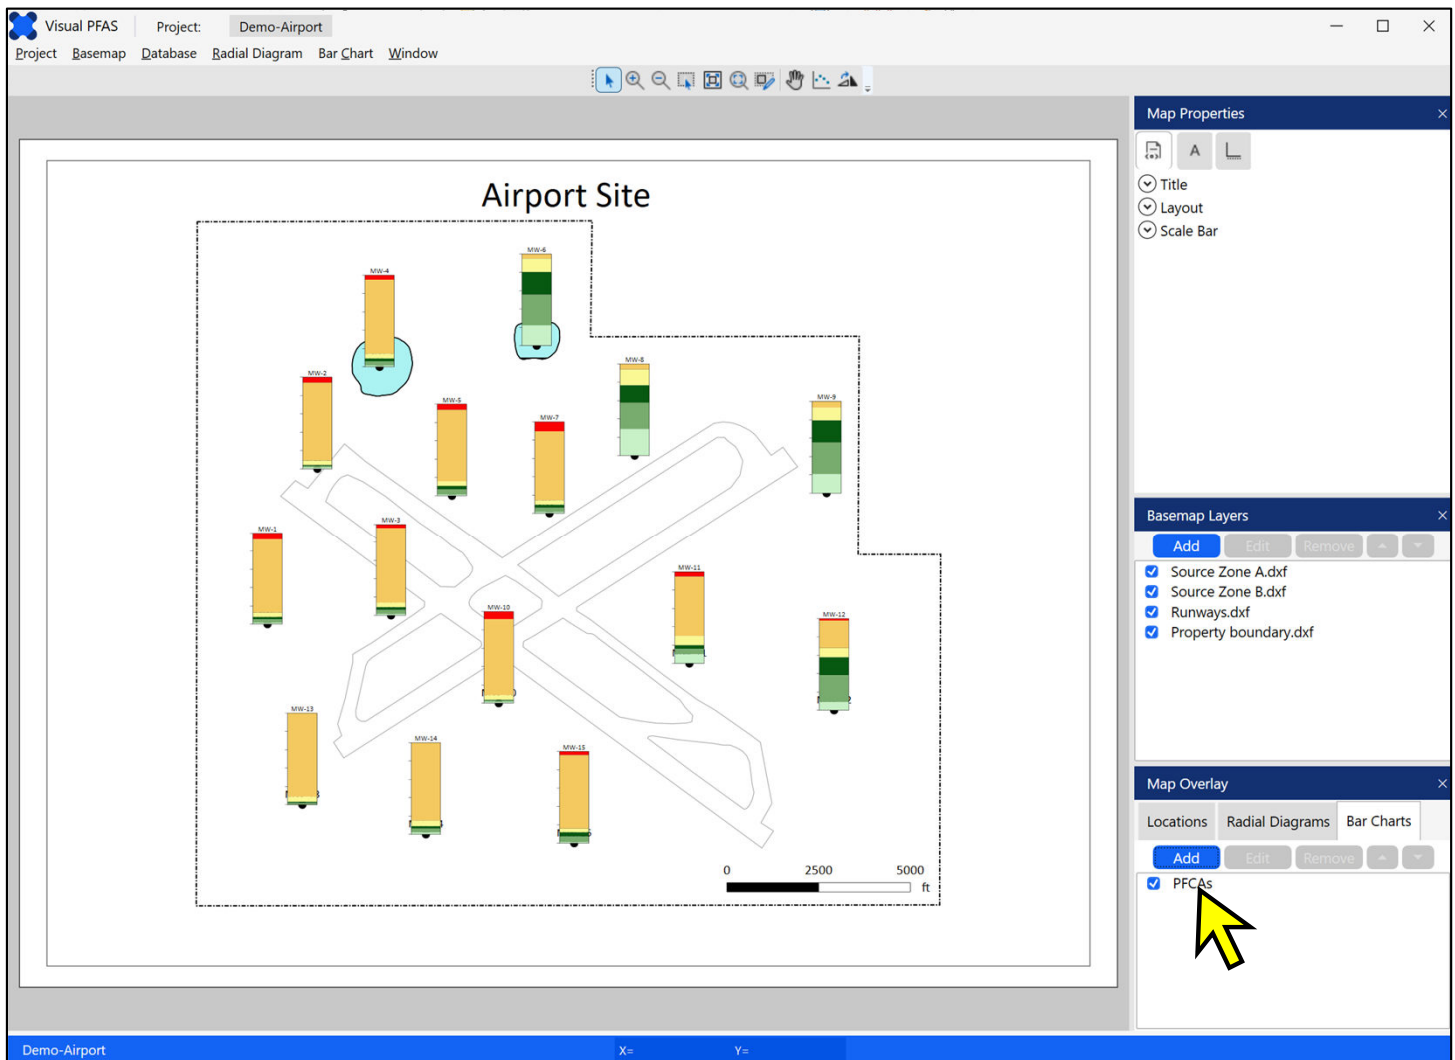 Visual PFAS Project: Demo-Airport
Project Basemap Database Radial Diagram Bar Chart Window
Map Properties
A
Title
Layout
Scale Bar
Airport Site
MW-6
MW-4
MW-8
MW-2
MW-9
MW-5
MW-7
MW-3
MW-1
MW-11
MW-10
MW-12
MW-13
MW-14
MW-15
0 2500 5000
ft
Basemap Layers
Add Edit Remove
Source Zone A.dxf
Source Zone B.dxf
Runways.dxf
Property boundary.dxf
Map Overlay
Locations Radial Diagrams Bar Charts
Add Edit Remove
PFCAs
Demo-Airport X= Y=